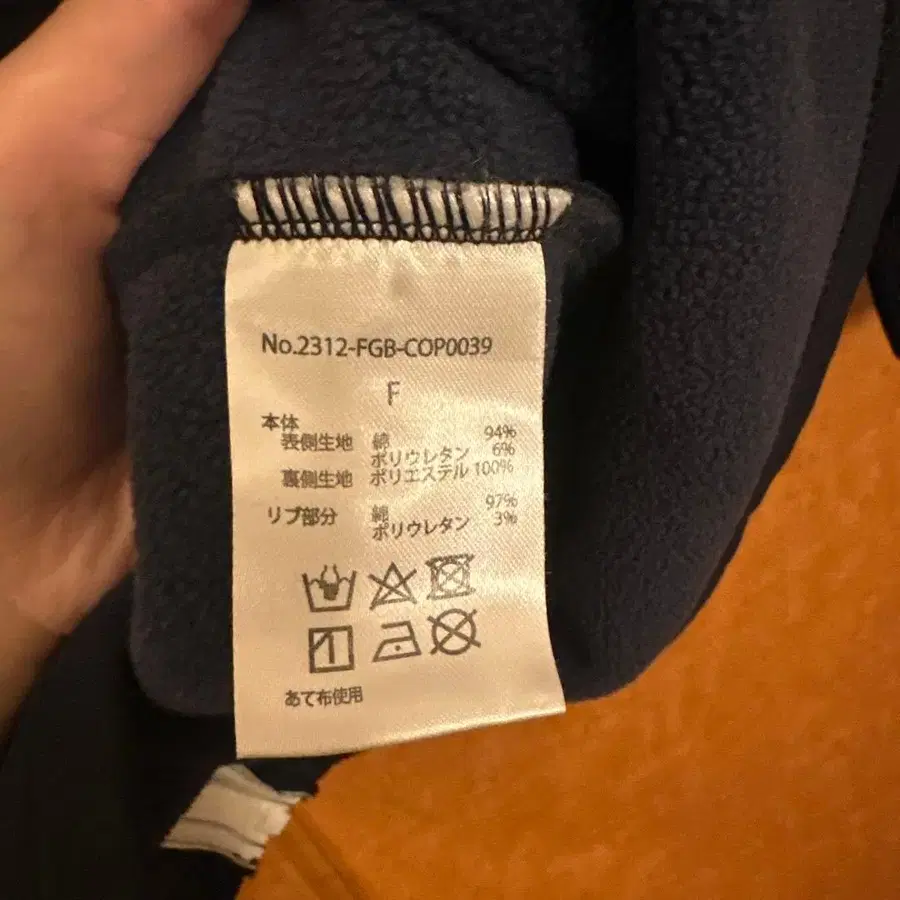 No.2312-FGB-COP0039
F
本体
表側生地 綿 94%
ポリウレタン 6%
裏側生地 ポリエステル 100%
リブ部分 綿 97%
ポリウレタン 3%
あて布使用